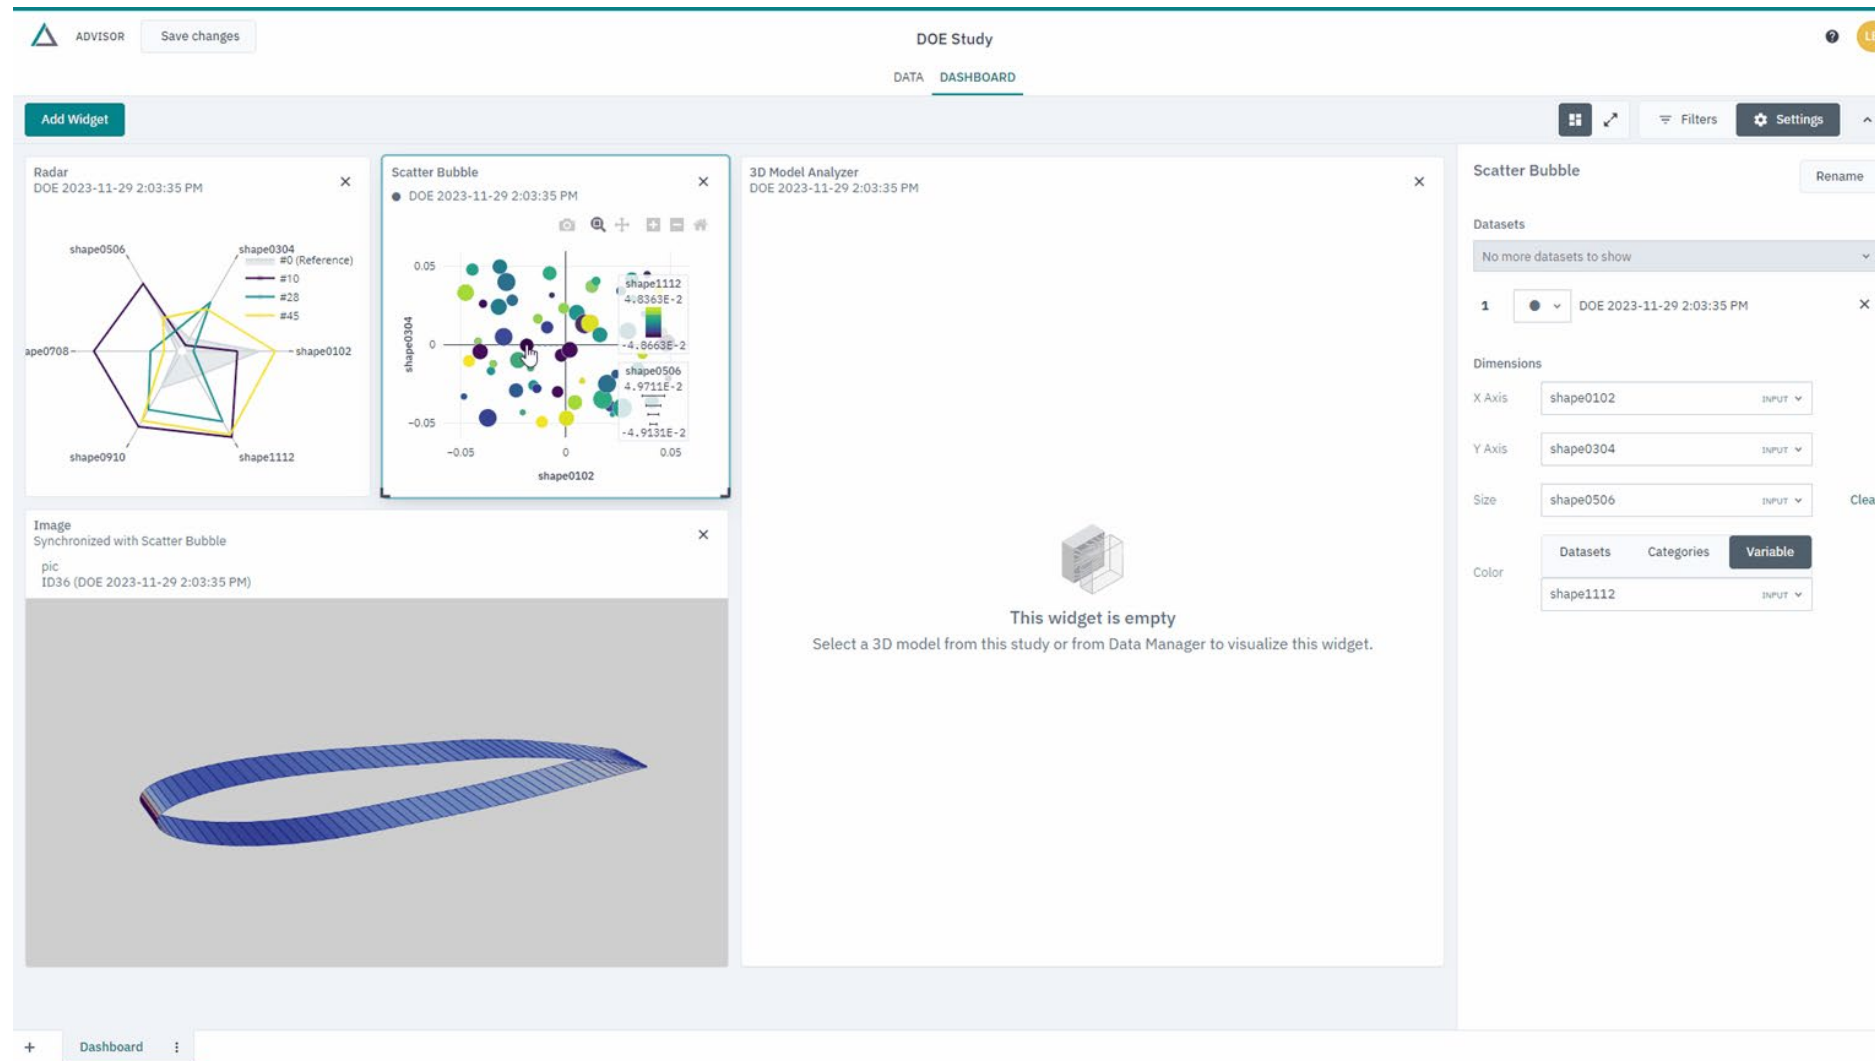 ADVISOR
Save changes
DOE Study
LI
DATA
DASHBOARD
Add Widget
Filters
Settings
Radar
DOE 2023-11-29 2:03:35 PM
shape0506
shape0304
#0 (Reference)
#10
#28
#45
ape0708
shape0102
shape0910
shape1112
Scatter Bubble
DOE 2023-11-29 2:03:35 PM
0.05
0
-0.05
shape0304
shape1112
4.8363E-2
-4.8663E-2
shape0506
4.9711E-2
-4.9131E-2
-0.05
0
0.05
shape0102
3D Model Analyzer
DOE 2023-11-29 2:03:35 PM
This widget is empty
Select a 3D model from this study or from Data Manager to visualize this widget.
Image
Synchronized with Scatter Bubble
pic
ID36 (DOE 2023-11-29 2:03:35 PM)
Scatter Bubble
Rename
Datasets
No more datasets to show
1
DOE 2023-11-29 2:03:35 PM
Dimensions
X Axis
shape0102
INPUT
Y Axis
shape0304
INPUT
Size
shape0506
INPUT
Clea
Color
Datasets
Categories
Variable
shape1112
INPUT
+
Dashboard